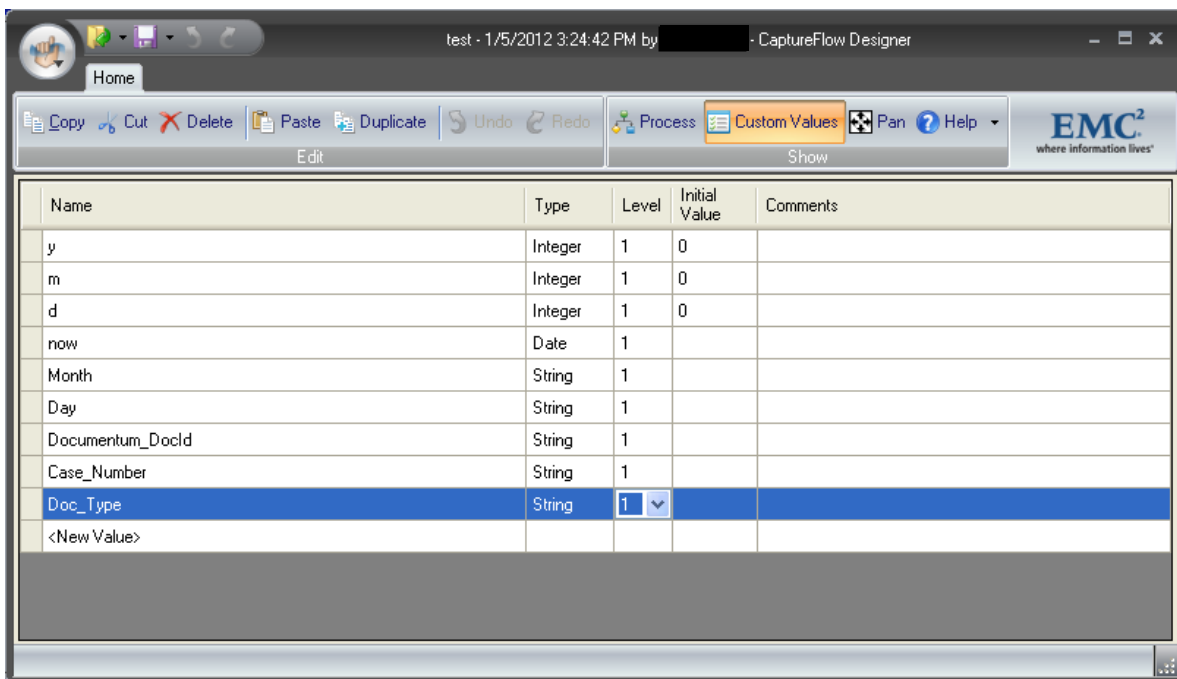 test - 1/5/2012 3:24:42 PM by - CaptureFlow Designer
Home
Copy Cut Delete Paste Duplicate Undo Redo Process Custom Values Pan Help
Edit Show
EMC²
where information lives®
Name Type Level Initial Value Comments
y Integer 1 0
m Integer 1 0
d Integer 1 0
now Date 1
Month String 1
Day String 1
Documentum_DocId String 1
Case_Number String 1
Doc_Type String 1
<New Value>